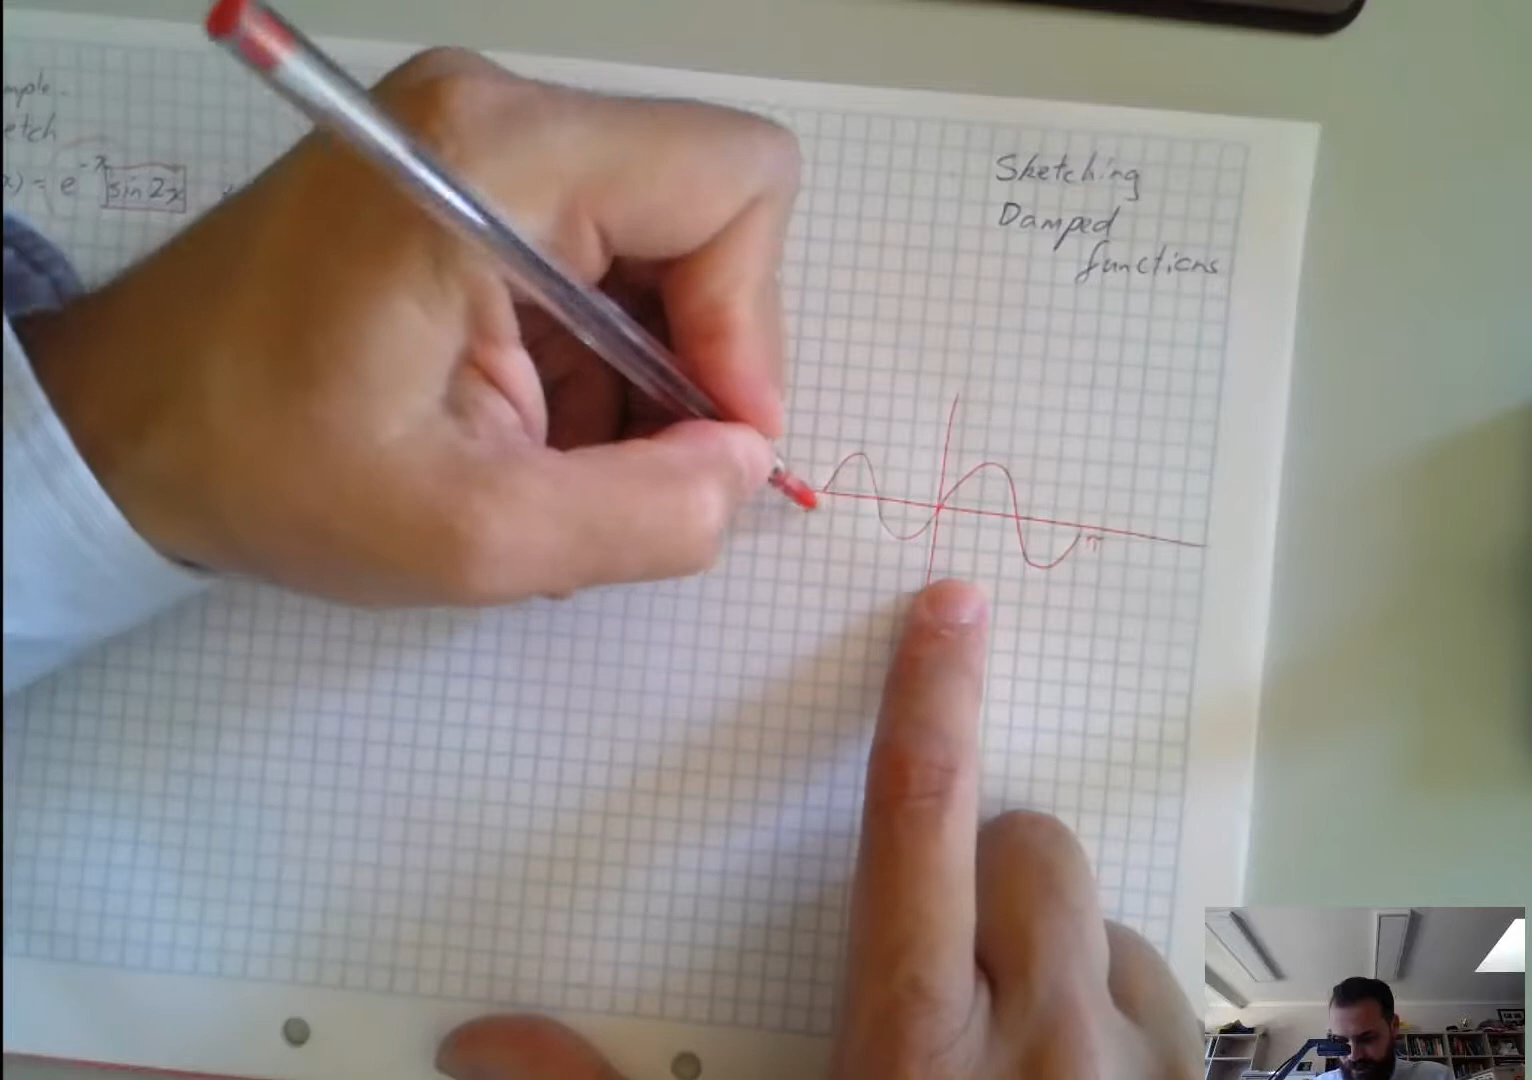 mple.
etch
x) = e^-x sin 2x
Sketching
Damped
functions
π